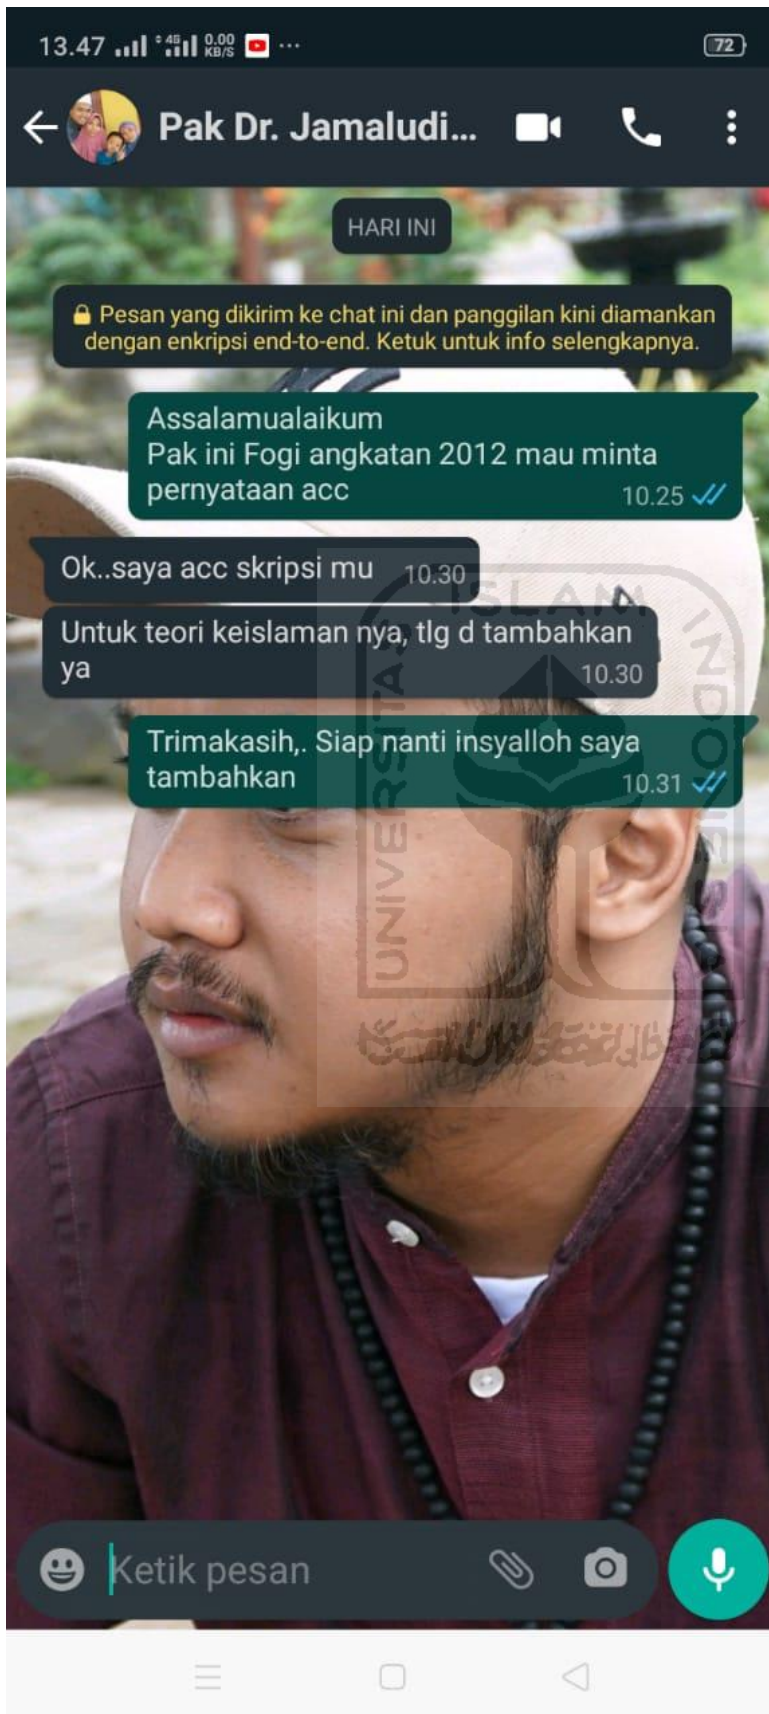 13.47 4G 0.00 KB/S ... 72
Pak Dr. Jamaludi...
HARI INI
Pesan yang dikirim ke chat ini dan panggilan kini diamankan
dengan enkripsi end-to-end. Ketuk untuk info selengkapnya.
Assalamualaikum
Pak ini Fogi angkatan 2012 mau minta
pernyataan acc 10.25
Ok..saya acc skripsi mu 10.30
Untuk teori keislaman nya, tlg d tambahkan
ya 10.30
Trimakasih,. Siap nanti insyalloh saya
tambahkan 10.31
UNIVERSITAS
ISLAM
INDONESIA
Ketik pesan